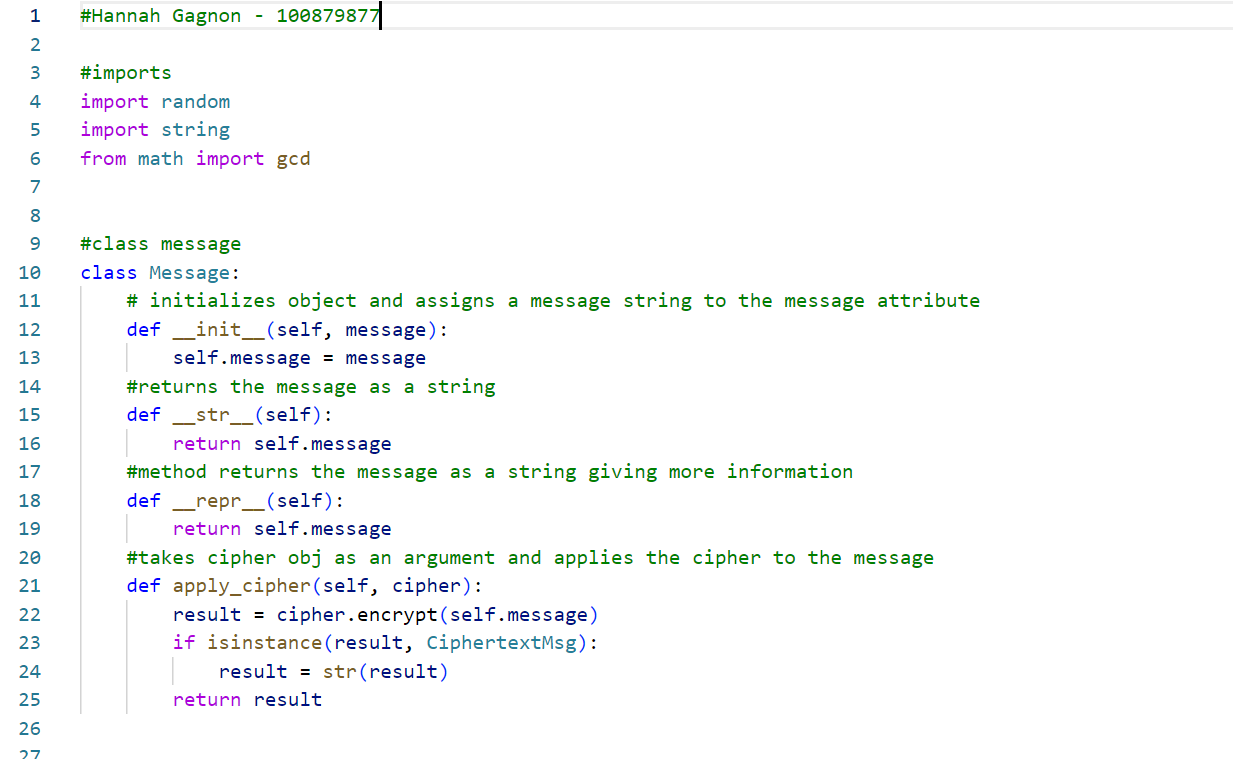 1 #Hannah Gagnon - 100879877
2
3 #imports
4 import random
5 import string
6 from math import gcd
7
8
9 #class message
10 class Message:
11     # initializes object and assigns a message string to the message attribute
12     def __init__(self, message):
13         self.message = message
14     #returns the message as a string
15     def __str__(self):
16         return self.message
17     #method returns the message as a string giving more information
18     def __repr__(self):
19         return self.message
20     #takes cipher obj as an argument and applies the cipher to the message
21     def apply_cipher(self, cipher):
22         result = cipher.encrypt(self.message)
23         if isinstance(result, CiphertextMsg):
24             result = str(result)
25         return result
26
27